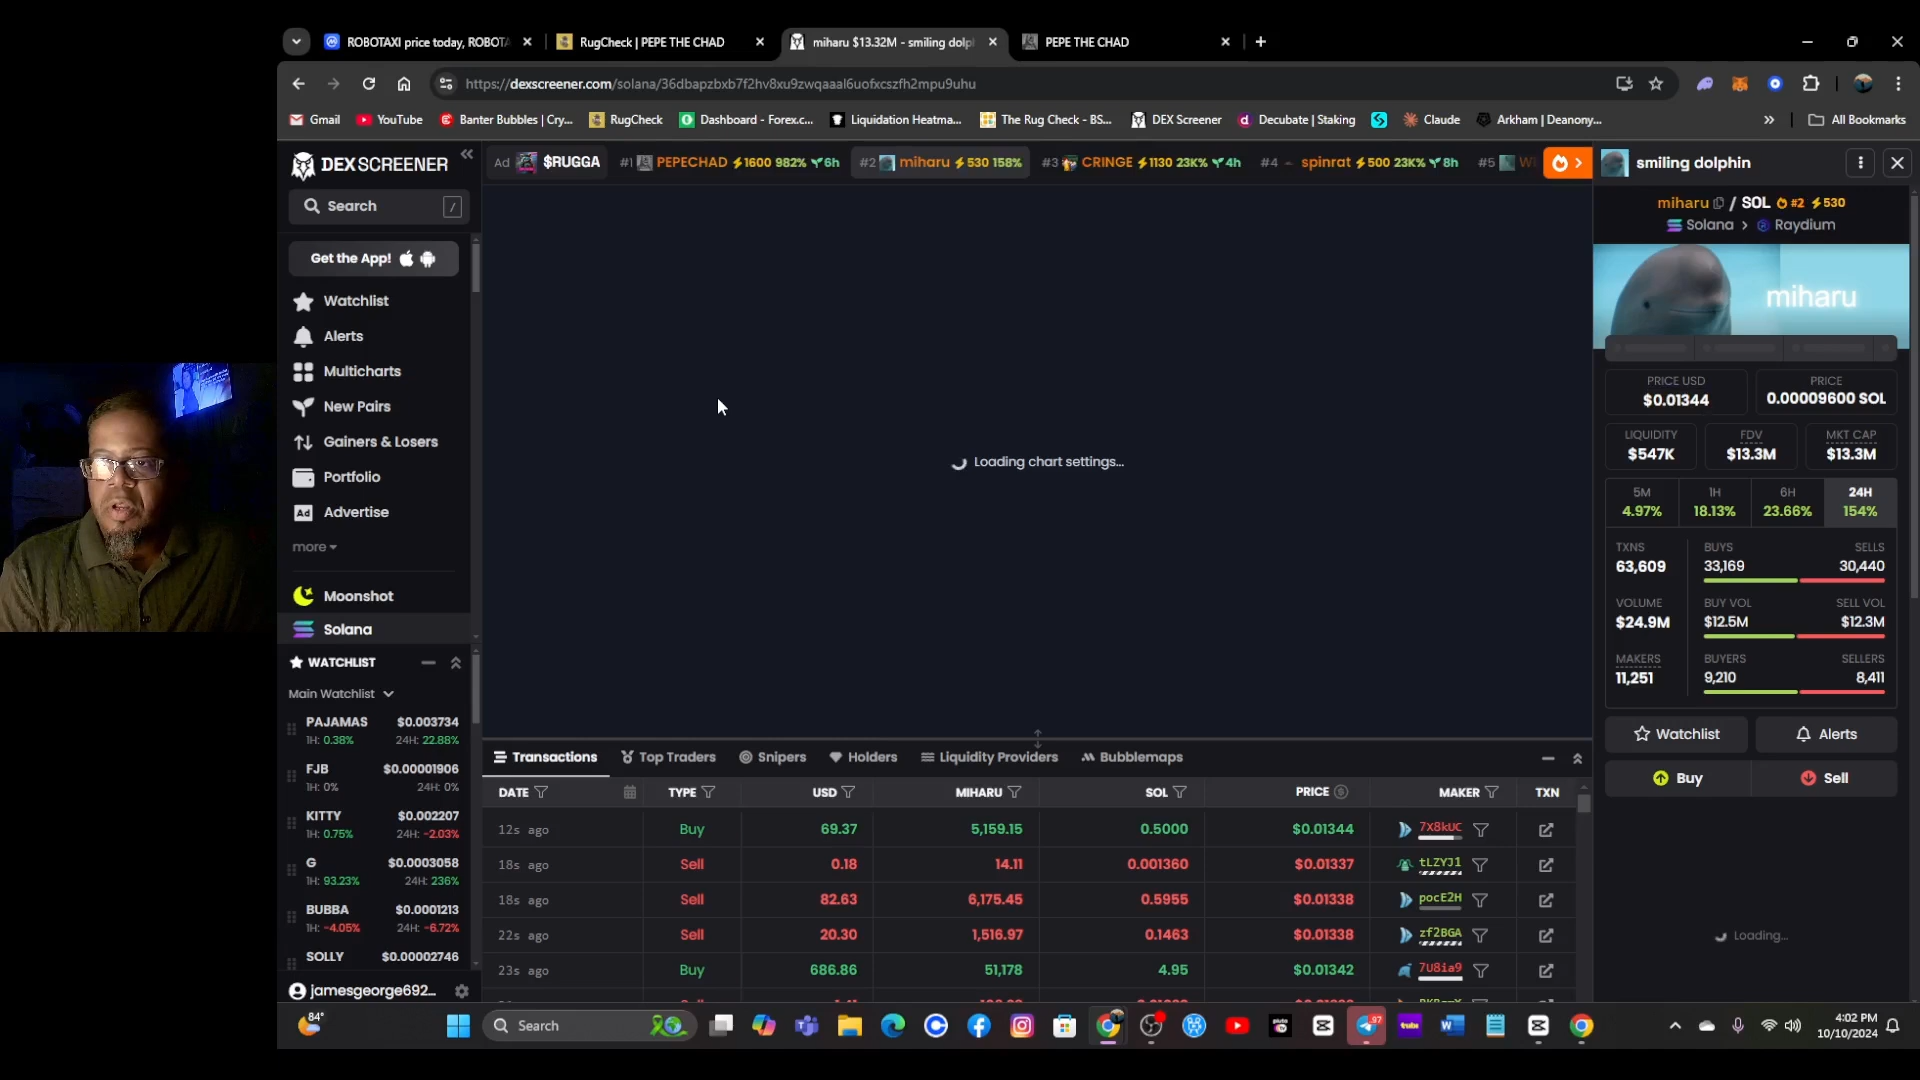 ROBOTAXI price today, ROBOT
RugCheck | PEPE THE CHAD
miharu $13.32M - smiling dolp
PEPE THE CHAD
https://dexscreener.com/solana/36dbapzbxb7f2hv8xu9zwqaaal6uofxcszfh2mpu9uhu
Gmail
YouTube
Banter Bubbles | Cry...
RugCheck
Dashboard - Forex.c...
Liquidation Heatma...
The Rug Check - BS...
DEX Screener
Decubate | Staking
Claude
Arkham | Deanony...
All Bookmarks
DEX SCREENER
Ad $RUGGA
#1 PEPECHAD 1600 982% 6h
#2 miharu 530 158%
#3 CRINGE 1130 23K% 4h
#4 spinrat 500 23K% 8h
#5
smiling dolphin
Search /
Get the App!
Watchlist
Alerts
Multicharts
New Pairs
Gainers & Losers
Portfolio
Ad Advertise
more
Moonshot
Solana
WATCHLIST
Main Watchlist
PAJAMAS $0.003734
1H: 0.38% 24H: 22.88%
FJB $0.00001906
1H: 0% 24H: 0%
KITTY $0.002207
1H: 0.75% 24H: -2.03%
G $0.0003058
1H: 93.23% 24H: 236%
BUBBA $0.0001213
1H: -4.05% 24H: -6.72%
SOLLY $0.00002746
jamesgeorge692...
Loading chart settings...
Transactions
Top Traders
Snipers
Holders
Liquidity Providers
Bubblemaps
DATE TYPE USD MIHARU SOL PRICE MAKER TXN
12s ago Buy 69.37 5,159.15 0.5000 $0.01344 7X8kUC
18s ago Sell 0.18 14.11 0.001360 $0.01337 tLZYJ1
18s ago Sell 82.63 6,175.45 0.5955 $0.01338 pocE2H
22s ago Sell 20.30 1,516.97 0.1463 $0.01338 zf2BGA
23s ago Buy 686.86 51,178 4.95 $0.01342 7U8ia9
miharu / SOL #2 530
Solana > Raydium
miharu
PRICE USD
$0.01344
PRICE
0.00009600 SOL
LIQUIDITY
$547K
FDV
$13.3M
MKT CAP
$13.3M
5M 1H 6H 24H
4.97% 18.13% 23.66% 154%
TXNS BUYS SELLS
63,609 33,169 30,440
VOLUME BUY VOL SELL VOL
$24.9M $12.5M $12.3M
MAKERS BUYERS SELLERS
11,251 9,210 8,411
Watchlist
Alerts
Buy
Sell
Loading...
84°
Search
97
4:02 PM
10/10/2024